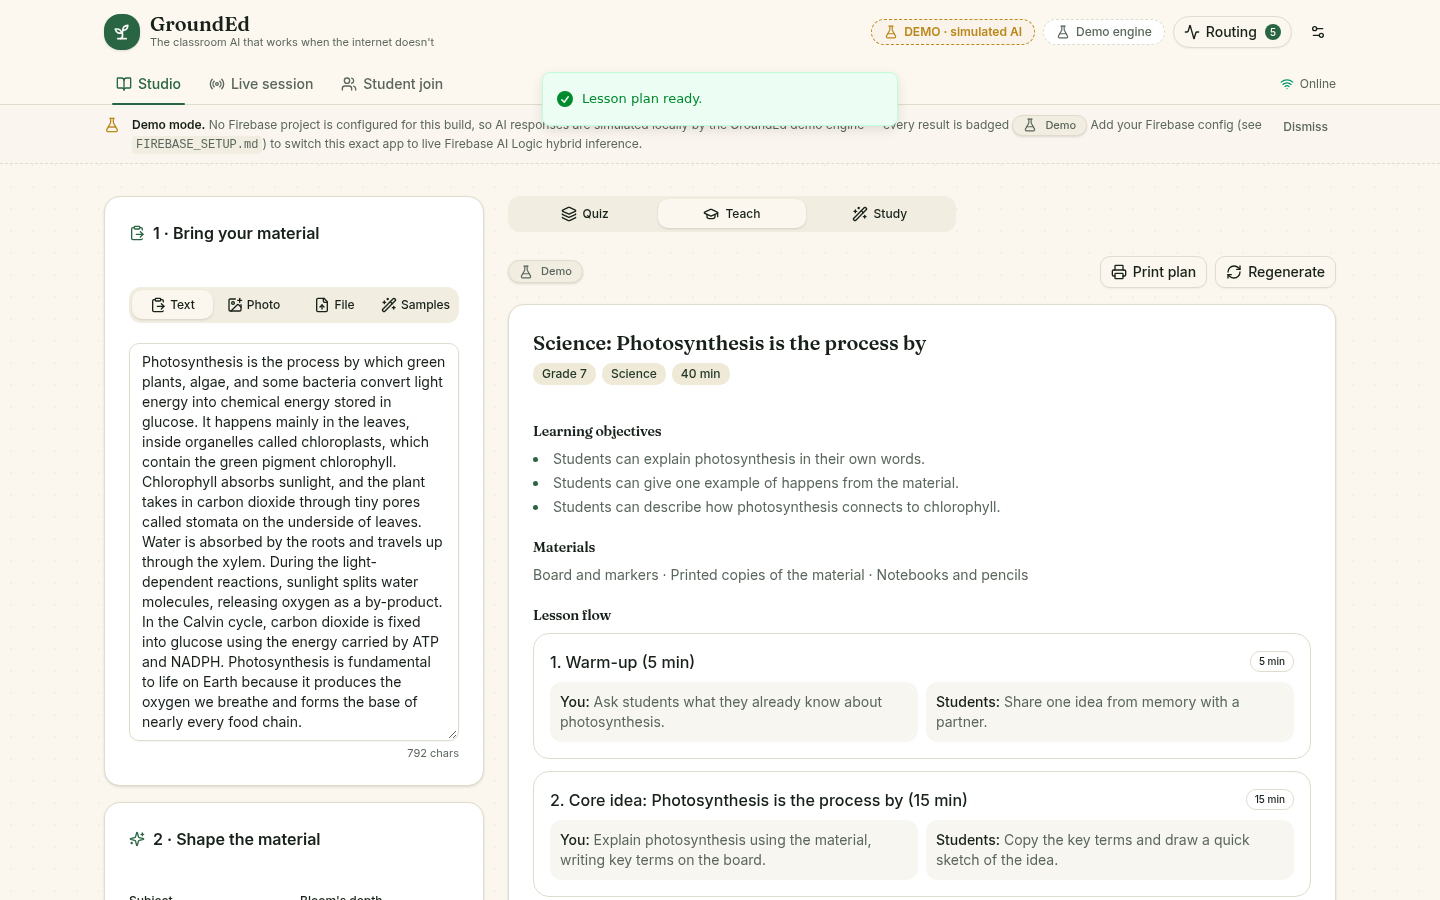 GroundEd
The classroom AI that works when the internet doesn't
DEMO · simulated AI
Demo engine
Routing 5
Studio
Live session
Student join
Online
Lesson plan ready.
Demo mode. No Firebase project is configured for this build, so AI responses are simulated locally by the GroundEd demo engine every result is badged Demo Add your Firebase config (see
FIREBASE_SETUP.md) to switch this exact app to live Firebase AI Logic hybrid inference.
Dismiss
1 · Bring your material
Text
Photo
File
Samples
Photosynthesis is the process by which green
plants, algae, and some bacteria convert light
energy into chemical energy stored in
glucose. It happens mainly in the leaves,
inside organelles called chloroplasts, which
contain the green pigment chlorophyll.
Chlorophyll absorbs sunlight, and the plant
takes in carbon dioxide through tiny pores
called stomata on the underside of leaves.
Water is absorbed by the roots and travels up
through the xylem. During the light-
dependent reactions, sunlight splits water
molecules, releasing oxygen as a by-product.
In the Calvin cycle, carbon dioxide is fixed
into glucose using the energy carried by ATP
and NADPH. Photosynthesis is fundamental
to life on Earth because it produces the
oxygen we breathe and forms the base of
nearly every food chain.
792 chars
2 · Shape the material
Subject
Bloom's depth
Quiz
Teach
Study
Demo
Print plan
Regenerate
Science: Photosynthesis is the process by
Grade 7
Science
40 min
Learning objectives
• Students can explain photosynthesis in their own words.
• Students can give one example of happens from the material.
• Students can describe how photosynthesis connects to chlorophyll.
Materials
Board and markers · Printed copies of the material · Notebooks and pencils
Lesson flow
1. Warm-up (5 min)
5 min
You: Ask students what they already know about
photosynthesis.
Students: Share one idea from memory with a
partner.
2. Core idea: Photosynthesis is the process by (15 min)
15 min
You: Explain photosynthesis using the material,
writing key terms on the board.
Students: Copy the key terms and draw a quick
sketch of the idea.